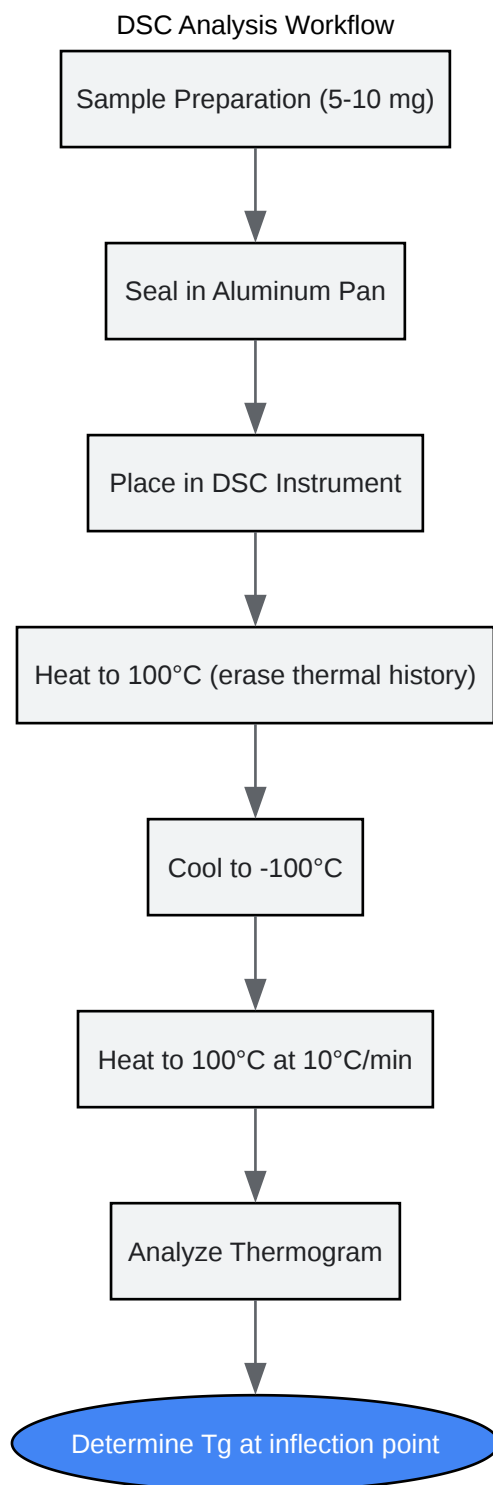 DSC Analysis Workflow
Sample Preparation (5-10 mg)
Seal in Aluminum Pan
Place in DSC Instrument
Heat to 100°C (erase thermal history)
Cool to -100°C
Heat to 100°C at 10°C/min
Analyze Thermogram
Determine Tg at inflection point